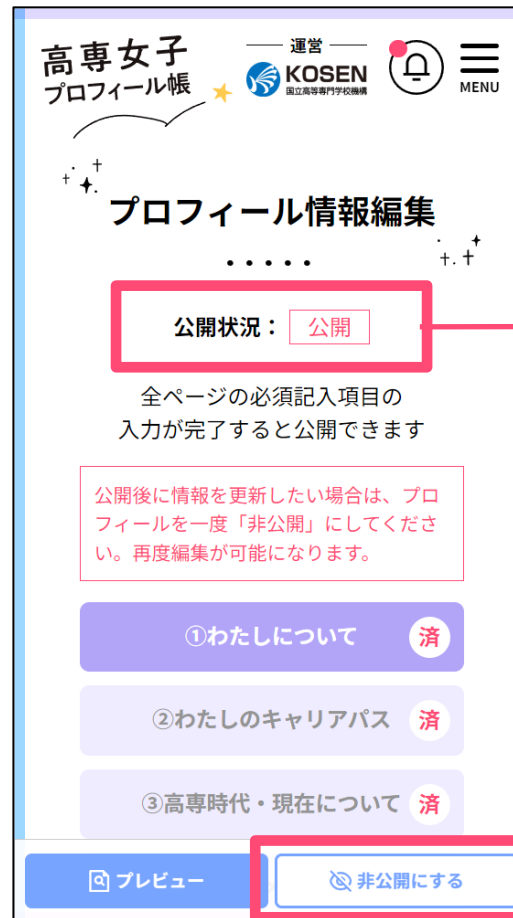 高専女子
プロフィール帳
運営
KOSEN
国立高等専門学校機構
MENU
プロフィール情報編集
公開状況： 公開
全ページの必須記入項目の
入力が完了すると公開できます
公開後に情報を更新したい場合は、プロ
フィールを一度「非公開」にしてくださ
い。再度編集が可能になります。
①わたしについて 済
②わたしのキャリアパス 済
③高専時代・現在について 済
プレビュー 非公開にする